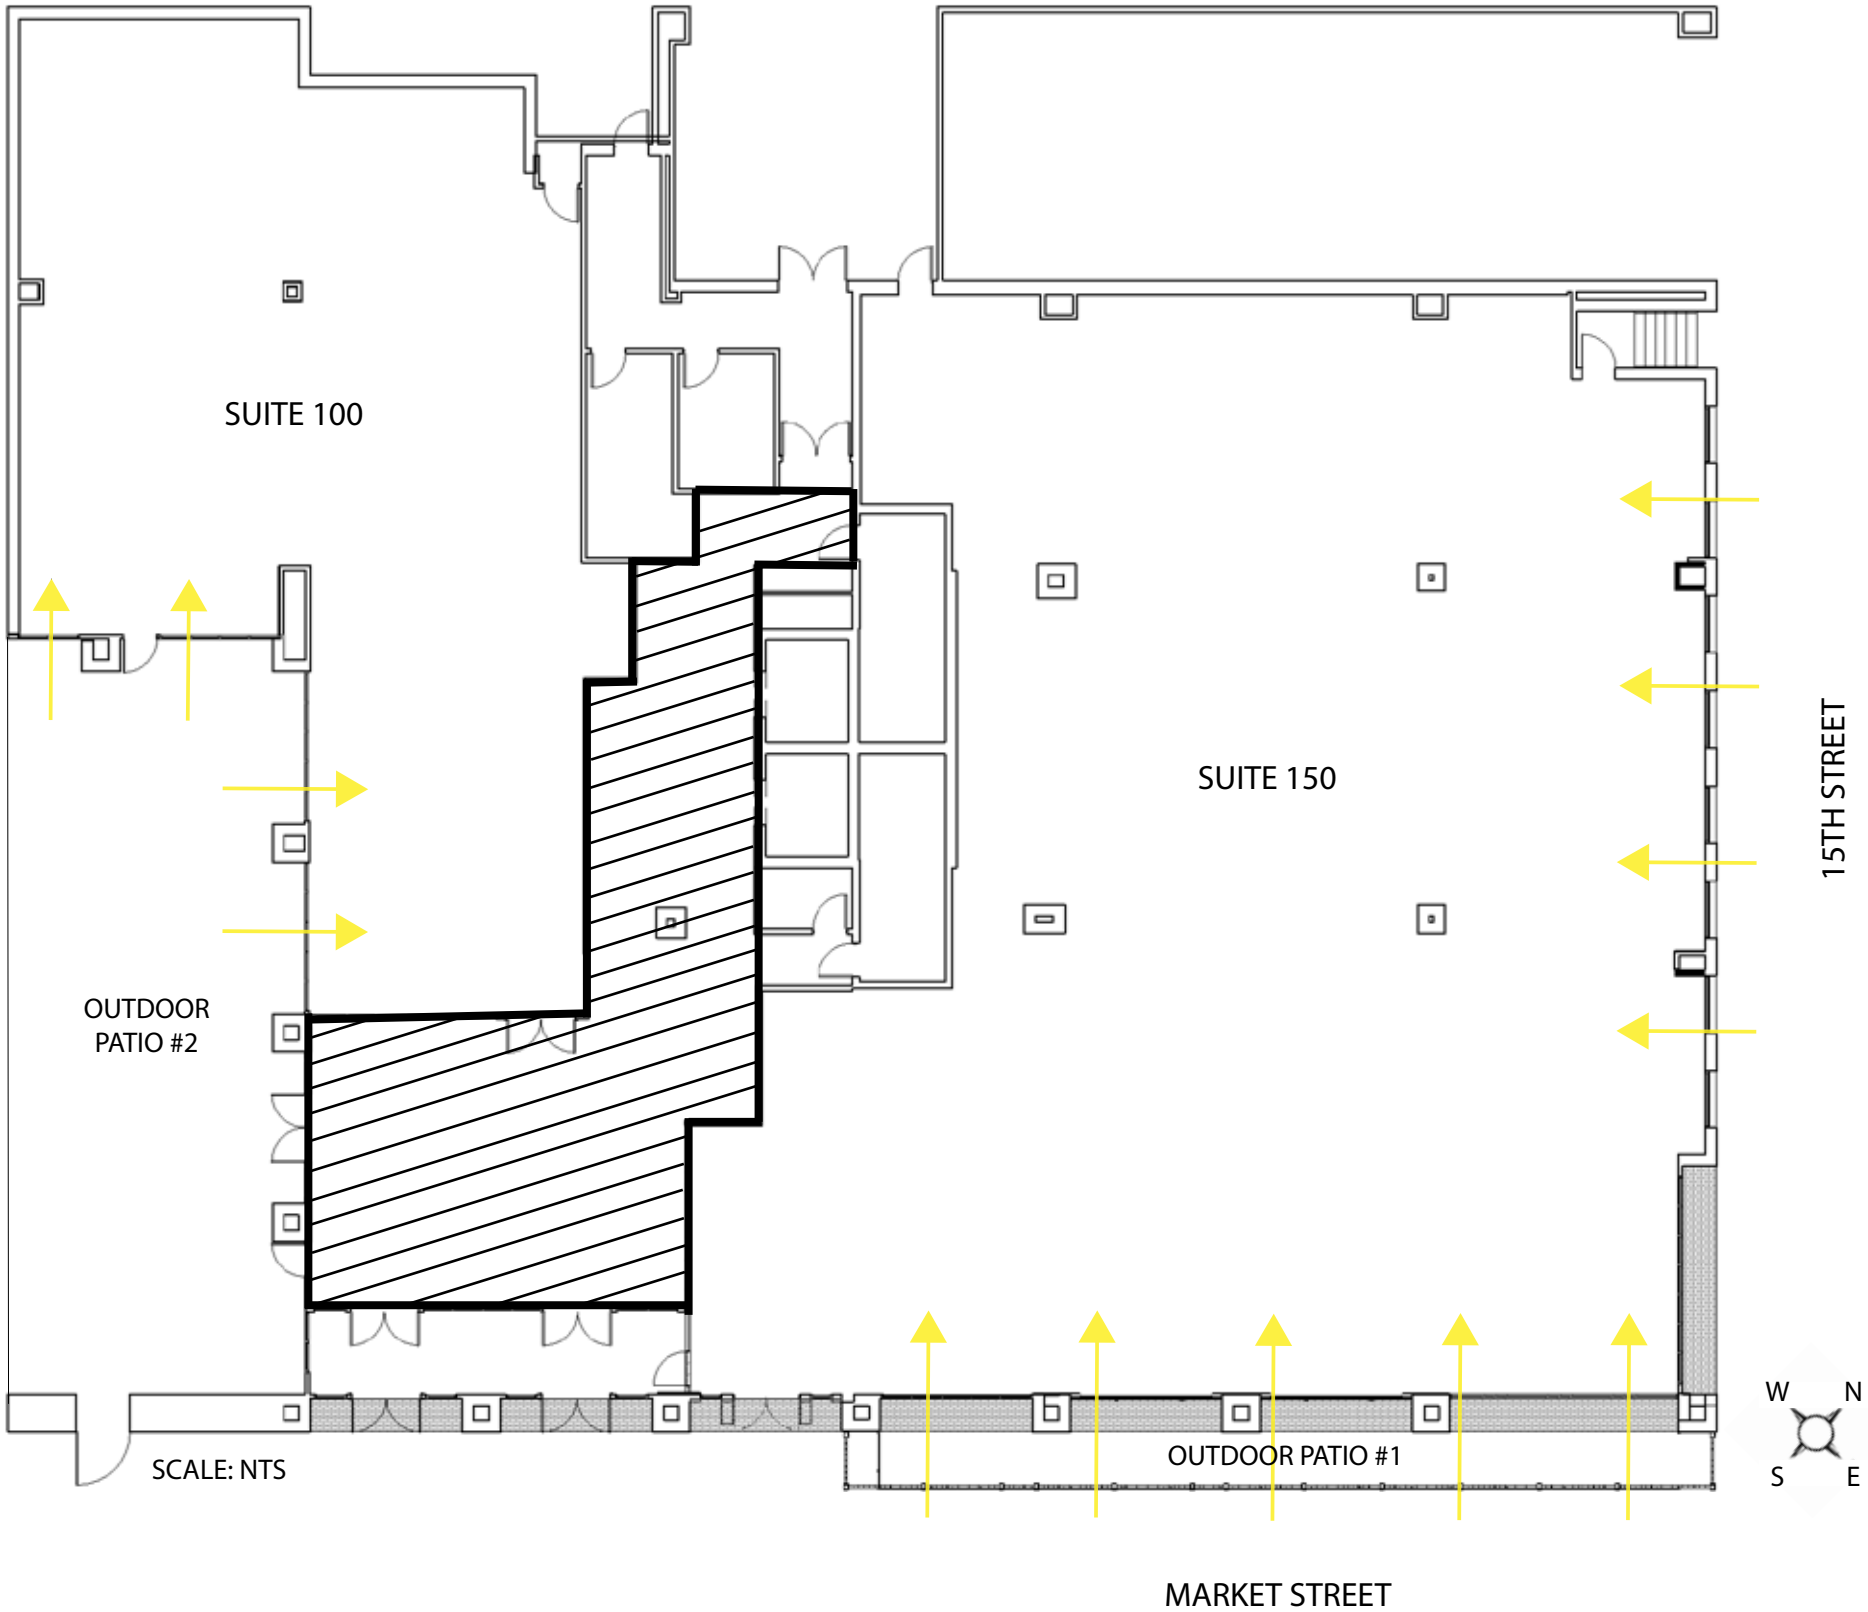 SUITE 100
SUITE 150
15TH STREET
OUTDOOR
PATIO #2
W N
S E
OUTDOOR PATIO #1
SCALE: NTS
MARKET STREET